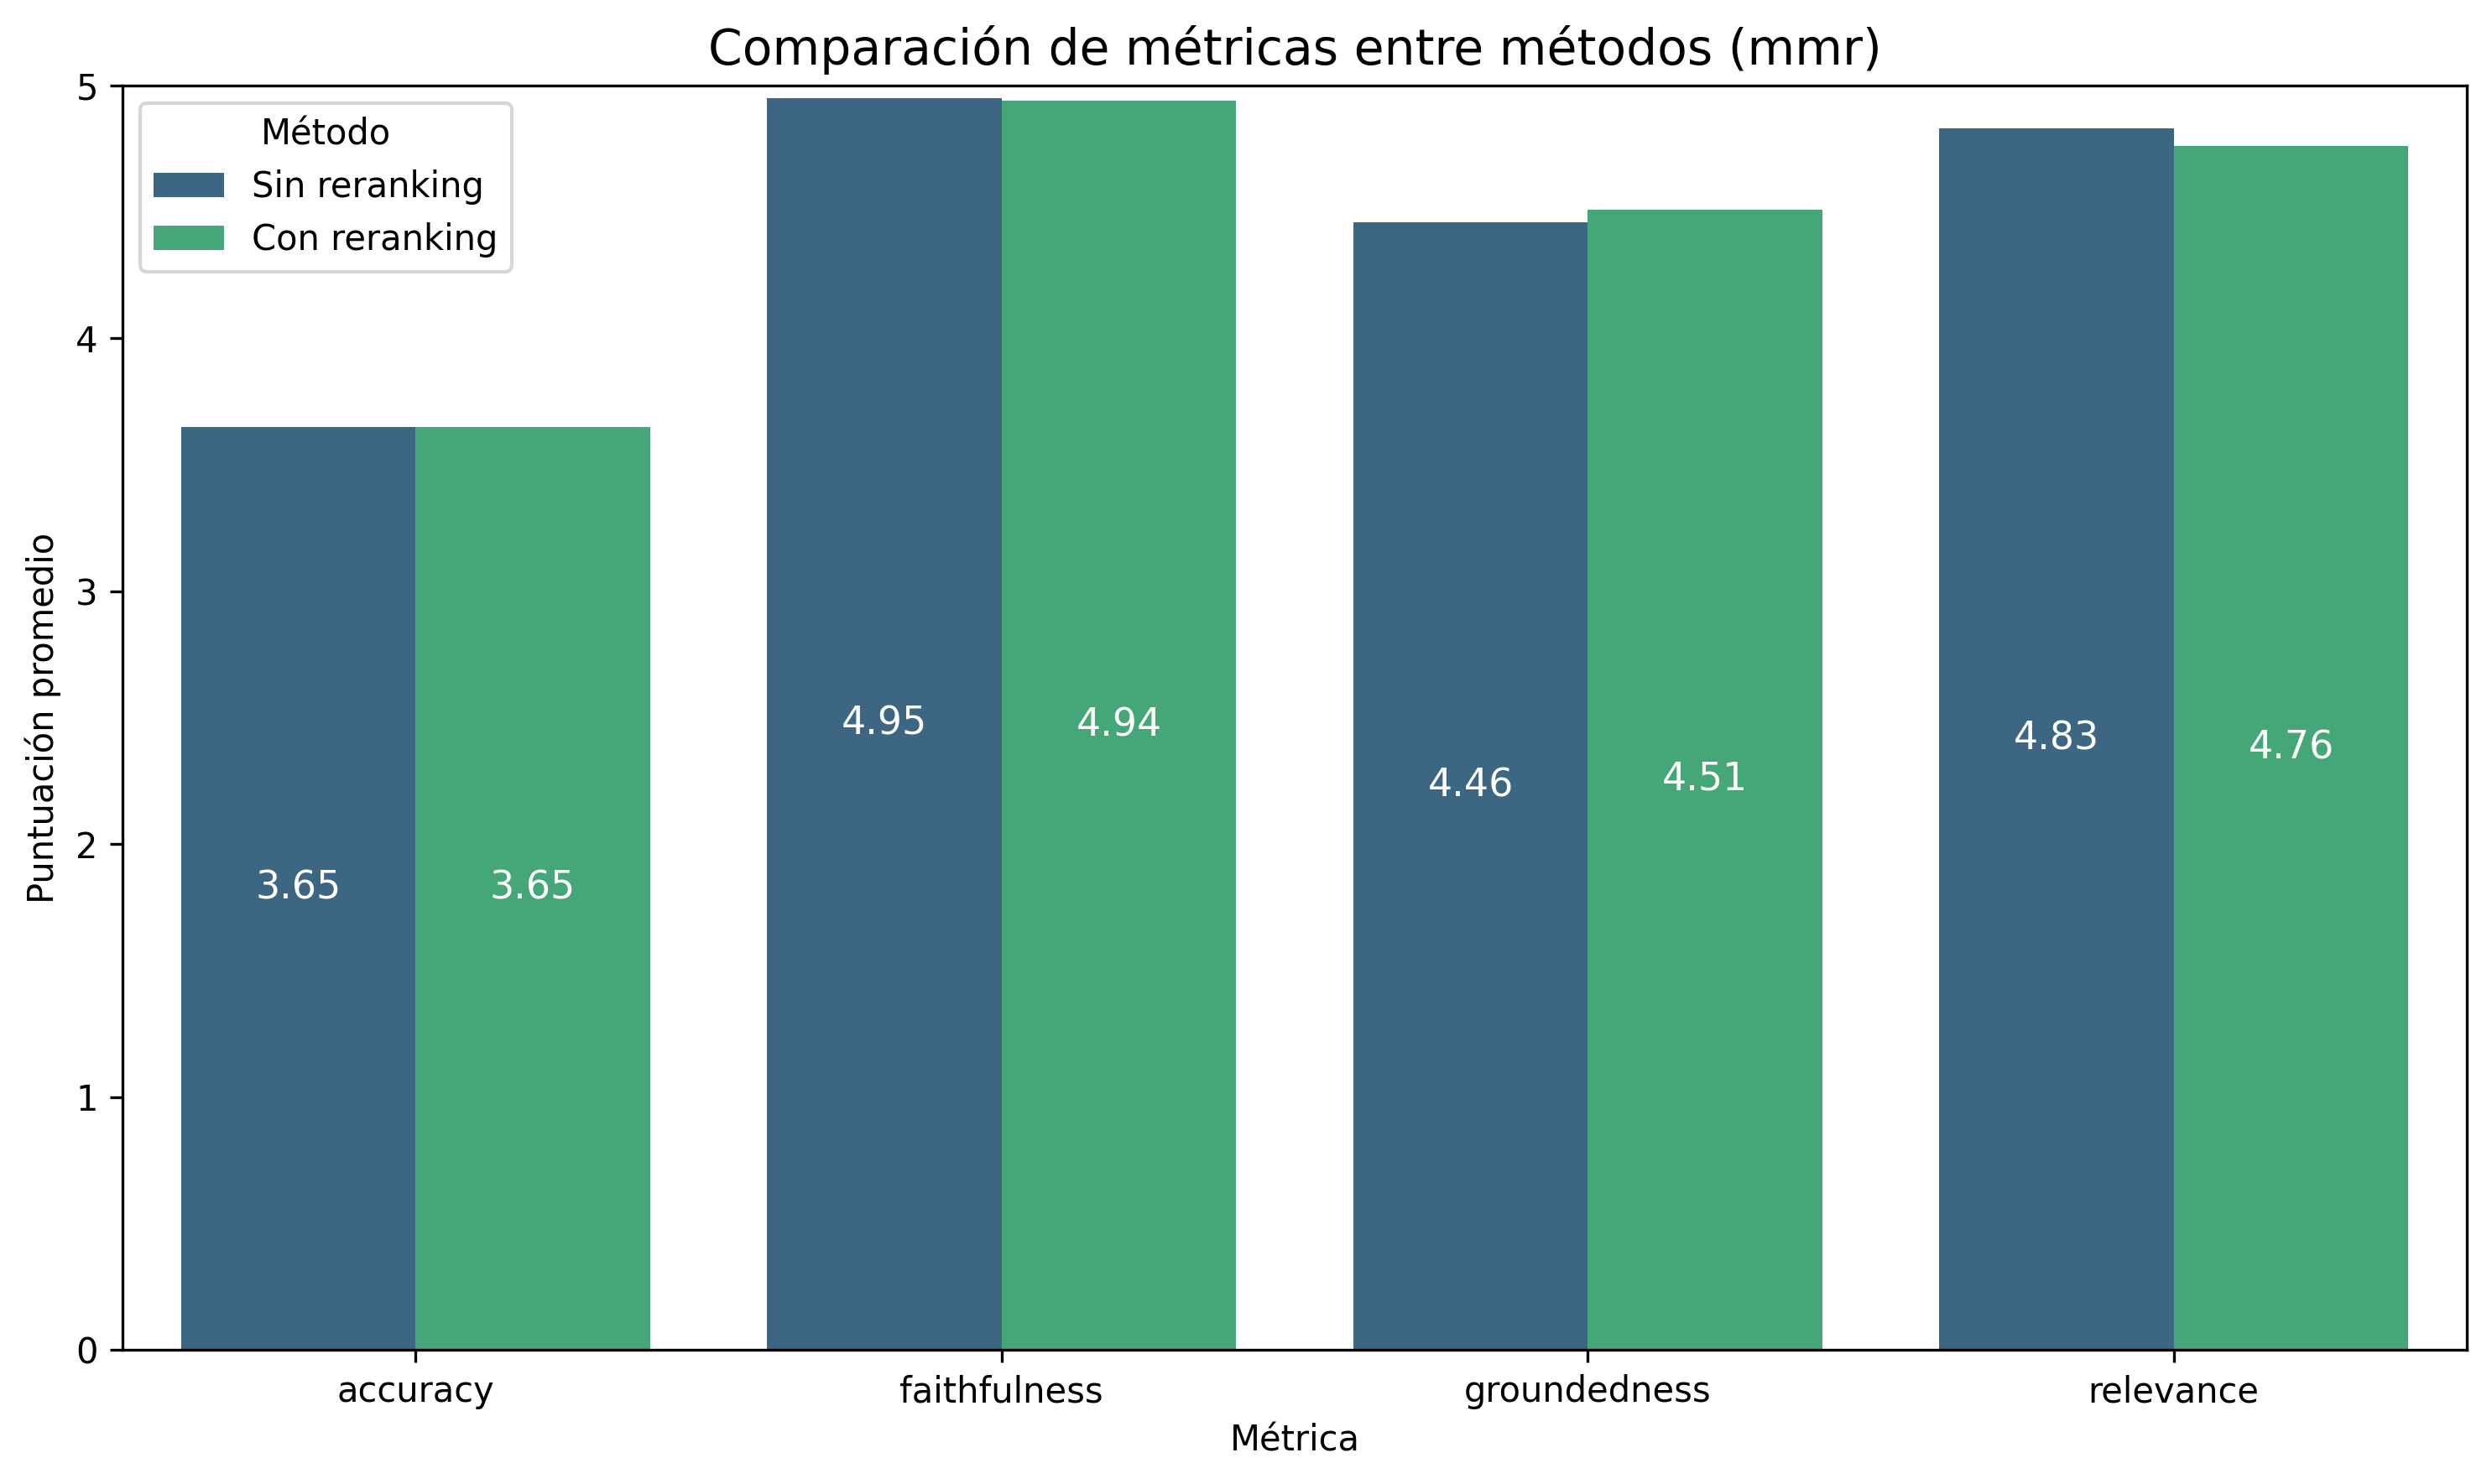 Comparación de métricas entre métodos (mmr)
Método
Sin reranking
Con reranking
Puntuación promedio
5
4
3
2
1
0
3.65
3.65
4.95
4.94
4.46
4.51
4.83
4.76
accuracy
faithfulness
groundedness
relevance
Métrica